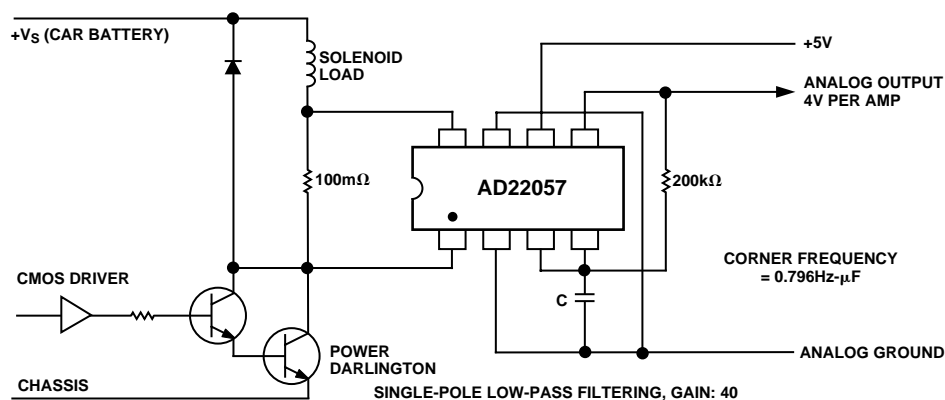 +VS (CAR BATTERY)
SOLENOID
LOAD
+5V
ANALOG OUTPUT
4V PER AMP
100mΩ
AD22057
200kΩ
CORNER FREQUENCY
= 0.796Hz-μF
CMOS DRIVER
C
POWER
DARLINGTON
ANALOG GROUND
CHASSIS
SINGLE-POLE LOW-PASS FILTERING, GAIN: 40